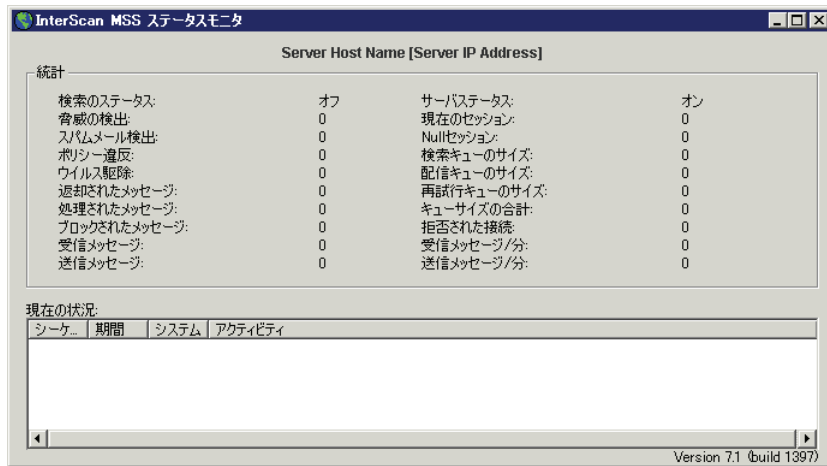 InterScan MSS ステータスモニタ
Server Host Name [Server IP Address]
統計
検索のステータス: オフ サーバステータス: オン
脅威の検出: 0 現在のセッション: 0
スパムメール検出: 0 Nullセッション: 0
ポリシー違反: 0 検索キューのサイズ: 0
ウイルス駆除: 0 配信キューのサイズ: 0
返却されたメッセージ: 0 再試行キューのサイズ: 0
処理されたメッセージ: 0 キューサイズの合計: 0
ブロックされたメッセージ: 0 拒否された接続: 0
受信メッセージ: 0 受信メッセージ/分: 0
送信メッセージ: 0 送信メッセージ/分: 0
現在の状況:
シーケ... 期間 システム アクティビティ
Version 7.1 (build 1397)